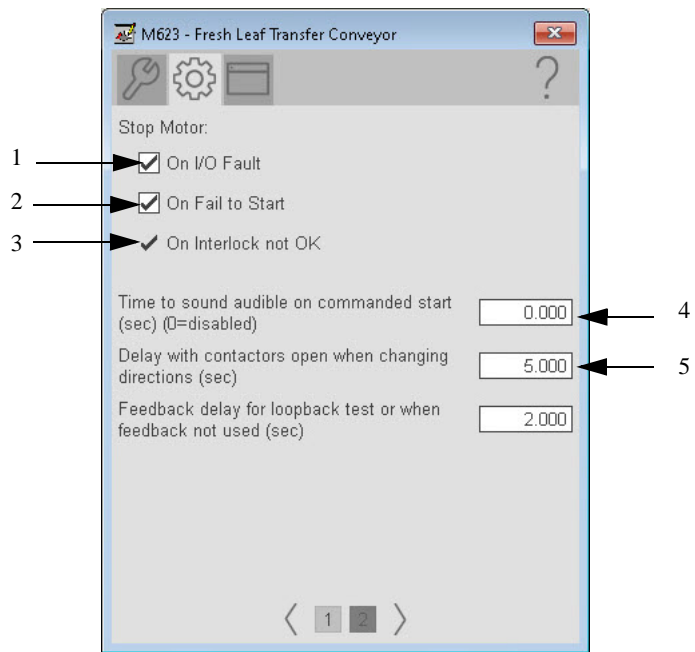 M623 - Fresh Leaf Transfer Conveyor
?
Stop Motor:
1
On I/O Fault
2
On Fail to Start
3
On Interlock not OK
Time to sound audible on commanded start
(sec) (0=disabled)
0.000
4
Delay with contactors open when changing
directions (sec)
5.000
5
Feedback delay for loopback test or when
feedback not used (sec)
2.000
1 2